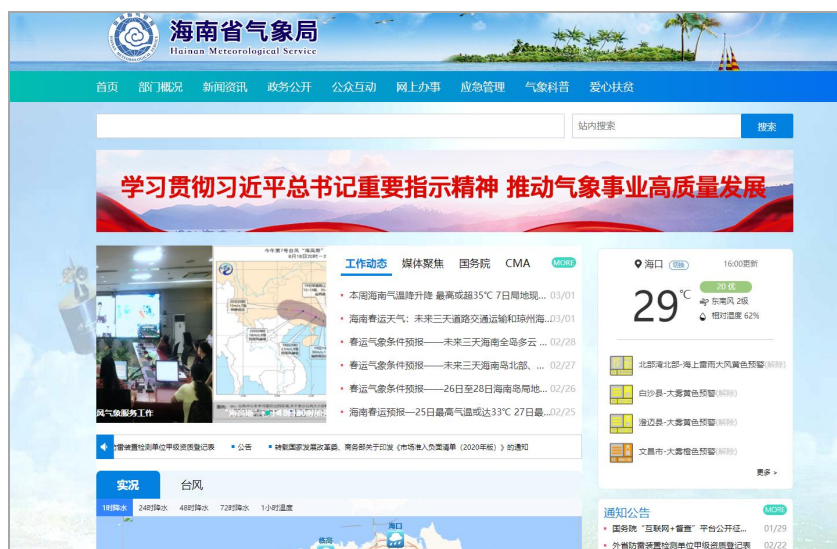 海南省气象局
Hainan Meteorological Service
首页 部门概况 新闻资讯 政务公开 公众互动 网上办事 应急管理 气象科普 爱心扶贫
站内搜索 搜索
学习贯彻习近平总书记重要指示精神 推动气象事业高质量发展
风气象服务工作
工作动态 媒体聚焦 国务院 CMA MORE
本周海南气温降升降 最高或超35℃ 7日局地现... 03/01
海南春运天气：未来三天道路交通运输和琼州海...03/01
春运气象条件预报——未来三天海南全岛多云 ... 02/28
春运气象条件预报——未来三天海南岛北部、 ... 02/27
春运气象条件预报——26日至28日海南岛局地... 02/26
海南春运预报—25日最高气温或达33℃ 27日最...02/25
海口 切换 16:00更新
29℃
20 优
东南风 2级
相对湿度 62%
北部湾北部-海上雷雨大风黄色预警(解除)
白沙县-大雾黄色预警(解除)
澄迈县-大雾黄色预警(解除)
文昌市-大雾橙色预警(解除)
更多 >
雷装置检测单位甲级资质登记表 公告 转载国家发展改革委、商务部关于印发《市场准入负面清单（2020年版）》的通知
实况 台风
1时降水 24时降水 48时降水 72时降水 1小时温度
海口
临高
通知公告 MORE
国务院“互联网+督查”平台公开征... 01/29
外省防雷装置检测单位甲级资质登记表 02/22